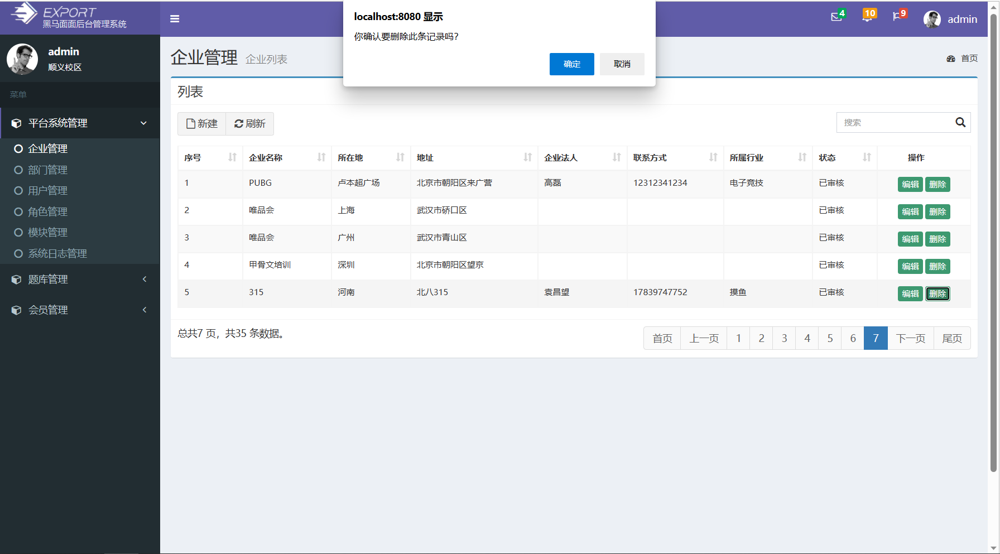 EXPORT
黑马面面后台管理系统
localhost:8080 显示
你确认要删除此条记录吗?
确定 取消
4 10 9 admin
admin
顺义校区
菜单
平台系统管理
企业管理
部门管理
用户管理
角色管理
模块管理
系统日志管理
题库管理
会员管理
企业管理 企业列表
首页
列表
新建 刷新
搜索
序号 企业名称 所在地 地址 企业法人 联系方式 所属行业 状态 操作
1 PUBG 卢本超广场 北京市朝阳区来广营 高磊 12312341234 电子竞技 已审核 编辑 删除
2 唯品会 上海 武汉市硚口区 已审核 编辑 删除
3 唯品会 广州 武汉市青山区 已审核 编辑 删除
4 甲骨文培训 深圳 北京市朝阳区望京 已审核 编辑 删除
5 315 河南 北八315 袁昌望 17839747752 摸鱼 已审核 编辑 删除
总共7 页，共35 条数据。
首页 上一页 1 2 3 4 5 6 7 下一页 尾页